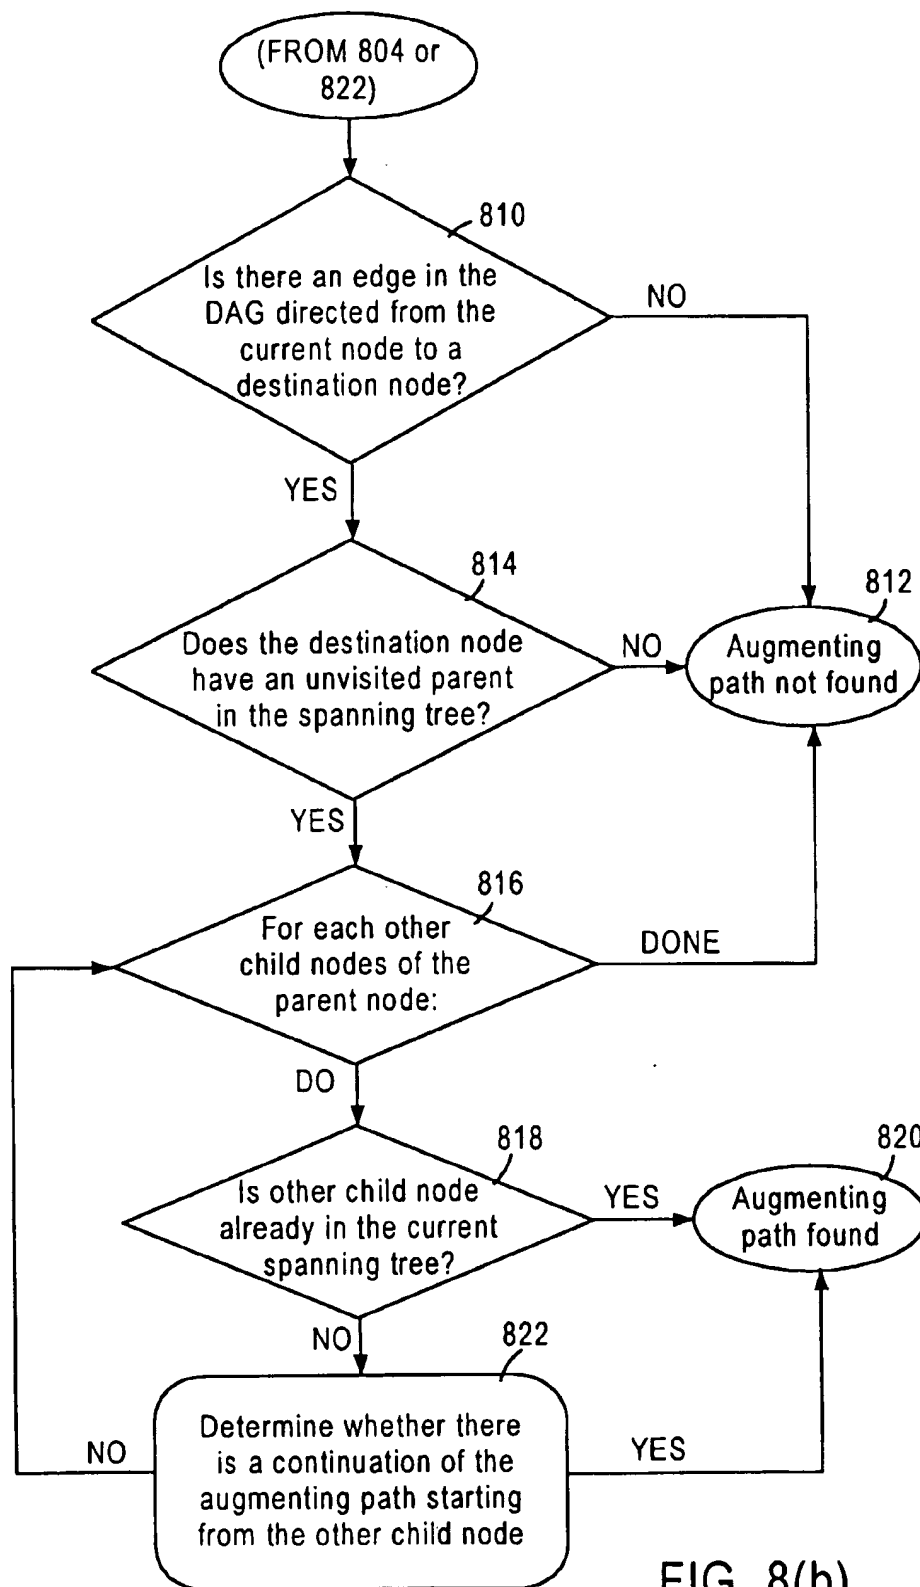 (FROM 804 or
822)
810
Is there an edge in the
DAG directed from the
current node to a
destination node?
NO
YES
814
Does the destination node
have an unvisited parent
in the spanning tree?
NO
812
Augmenting
path not found
YES
816
For each other
child nodes of the
parent node:
DONE
DO
818
Is other child node
already in the current
spanning tree?
YES
820
Augmenting
path found
NO
822
Determine whether there
is a continuation of the
augmenting path starting
from the other child node
NO
YES
FIG. 8(b)